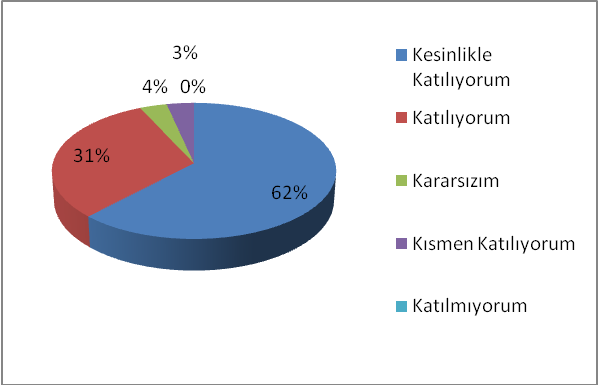 3%
4%
0%
31%
62%
Kesinlikle
Katılıyorum
Katılıyorum
Kararsızım
Kısmen Katılıyorum
Katılmıyorum